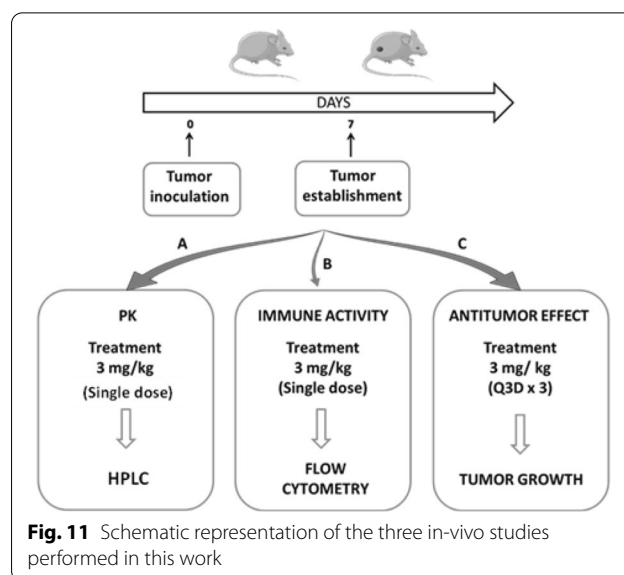 DAYS
0
7
Tumor
inoculation
Tumor
establishment
A
B
C
PK
Treatment
3 mg/kg
(Single dose)
HPLC
IMMUNE ACTIVITY
Treatment
3 mg/kg
(Single dose)
FLOW
CYTOMETRY
ANTITUMOR EFFECT
Treatment
3 mg/ kg
(Q3D x 3)
TUMOR GROWTH
Fig. 11 Schematic representation of the three in-vivo studies
performed in this work